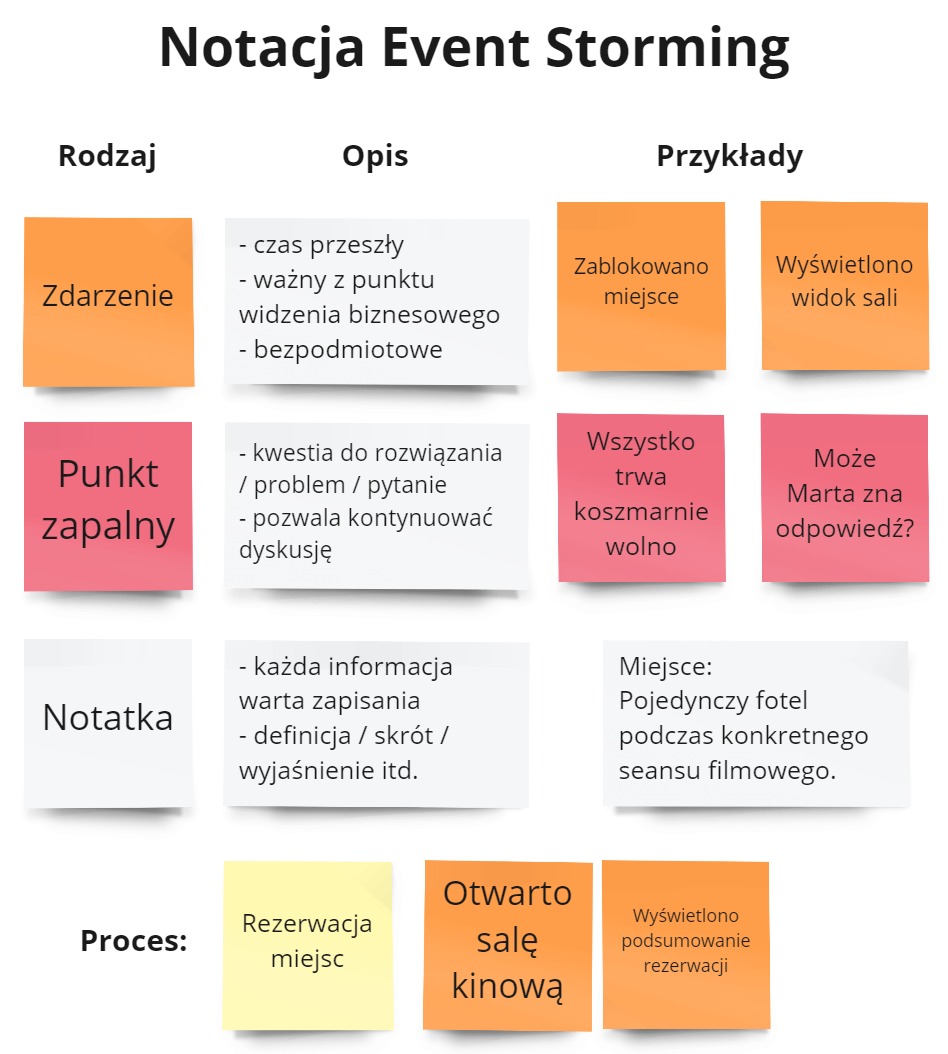 Notacja Event Storming
Rodzaj
Opis
Przykłady
Zdarzenie
- czas przeszły
- ważny z punktu
widzenia biznesowego
- bezpodmiotowe
Zablokowano
miejsce
Wyświetlono
widok sali
Punkt
zapalny
- kwestia do rozwiązania
/ problem / pytanie
- pozwala kontynuować
dyskusję
Wszystko
trwa
koszmarnie
wolno
Może
Marta zna
odpowiedź?
Notatka
- każda informacja
warta zapisania
- definicja / skrót /
wyjaśnienie itd.
Miejsce:
Pojedynczy fotel
podczas konkretnego
seansu filmowego.
Proces:
Rezerwacja
miejsc
Otwarto
salę
kinową
Wyświetlono
podsumowanie
rezerwacji